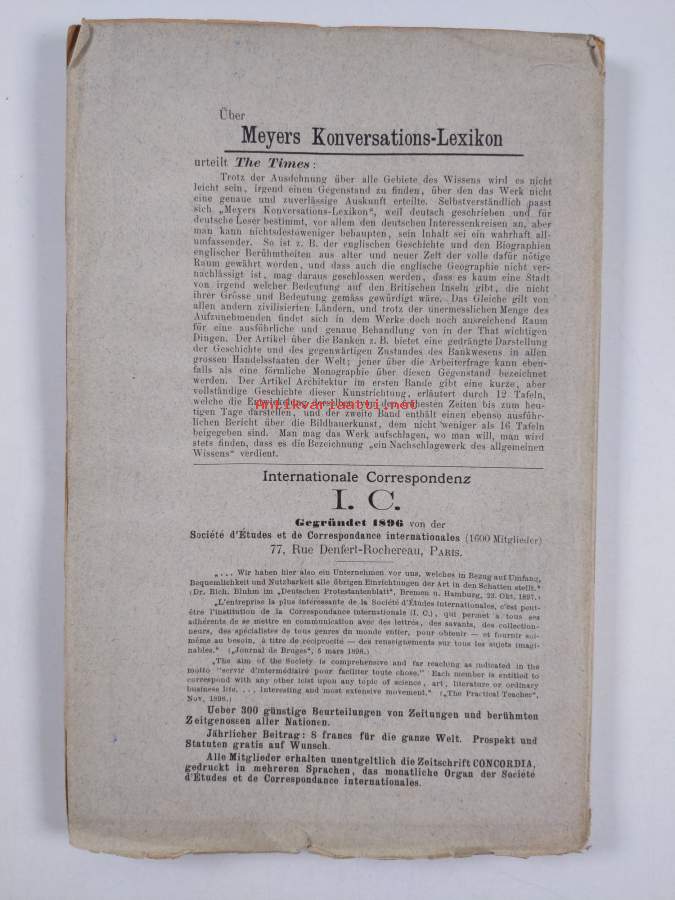 Über
Meyers Konversations-Lexikon
urteilt The Times:
Trotz der Ausdehnung über alle Gebiete des Wissens wird es nicht
leicht sein, irgend einen Gegenstand zu finden, über den das Werk nicht
eine genaue und zuverlässige Auskunft erteilte. Selbstverständlich passt
sich „Meyers Konversations-Lexikon", weil deutsch geschrieben und für
deutsche Leser bestimmt, vor allem den deutschen Interessenkreisen an, aber
man kann nichtsdestoweniger behaupten, sein Inhalt sei ein wahrhaft all-
umfassender. So ist z. B. der englischen Geschichte und den Biographien
englischer Berühmtheiten aus alter und neuer Zeit der volle dafür nötige
Raum gewährt worden, und dass auch die englische Geographie nicht ver-
nachlässigt ist, mag daraus geschlossen werden, dass es kaum eine Stadt
von irgend welcher Bedeutung auf den Britischen Inseln gibt, die nicht
ihrer Grösse und Bedeutung gemäss gewürdigt wäre. Das Gleiche gilt von
allen andern zivilisierten Ländern, und trotz der unermesslichen Menge des
Aufzunehmenden findet sich in dem Werke doch noch ausreichend Raum
für eine ausführliche und genaue Behandlung von in der That wichtigen
Dingen. Der Artikel über die Banken z. B. bietet eine gedrängte Darstellung
der Geschichte und des gegenwärtigen Zustandes des Bankwesens in allen
grossen Handelsstaaten der Welt; jener über die Arbeiterfrage kann eben-
falls als eine förmliche Monographie über diesen Gegenstand bezeichnet
werden. Der Artikel Architektur im ersten Bande gibt eine kurze, aber
vollständige Geschichte dieser Kunstrichtung, erläutert durch 12 Tafeln,
welche die Entwickelung derselben von den frühesten Zeiten bis zum heu-
Antikvariaatui.net
tigen Tage darstellen, und der zweite Band enthält einen ebenso ausführ-
lichen Bericht über die Bildhauerkunst, dem nicht weniger als 16 Tafeln
beigegeben sind. Man mag das Werk aufschlagen, wo man will, man wird
stets finden, dass es die Bezeichnung „ein Nachschlagewerk des allgemeinen
Wissens" verdient.
Internationale Correspondenz
I. C.
Gegründet 1896 von der
Société d'Études et de Correspondance internationales (1600 Mitglieder)
77, Rue Denfert-Rochereau, PARIS.
„... Wir haben hier also ein Unternehmen vor uns, welches in Bezug auf Umfang,
Bequemlichkeit und Nutzbarkeit alle übrigen Einrichtungen der Art in den Schatten stellt."
(Dr. Rich. Bluhm im „Deutschen Protestantenblatt", Bremen u. Hamburg, 23. Okt. 1897.)
„L'entreprise la plus intéressante de la Société d'Études internationales, c'est peut-
être l'institution de la Correspondance internationale (I. C.), qui permet à tous ses
adhérents de se mettre en communication avec des lettrés, des savants, des collection-
neurs, des spécialistes de tous genres du monde entier, pour obtenir — et fournir soi-
même au besoin, à titre de réciprocité — des renseignements sur tous les sujets imagi-
nables." („Journal de Bruges", 5 mars 1898.)
„The aim of the Society is comprehensive and far reaching as indicated in the
motto "servir d'intermédiaire pour faciliter toute chose." Each member is entitled to
correspond with any other icist upon any topic of science, art, literature or ordinary
business life. ... Interesting and most extensive movement." („The Practical Teacher",
Nov. 1898.)
Ueber 300 günstige Beurteilungen von Zeitungen und berühmten
Zeitgenossen aller Nationen.
Jährlicher Beitrag: 8 francs für die ganze Welt. Prospekt und
Statuten gratis auf Wunsch.
Alle Mitglieder erhalten unentgeltlich die Zeitschrift CONCORDIA,
gedruckt in mehreren Sprachen, das monatliche Organ der Société
d'Études et de Correspondance internationales.